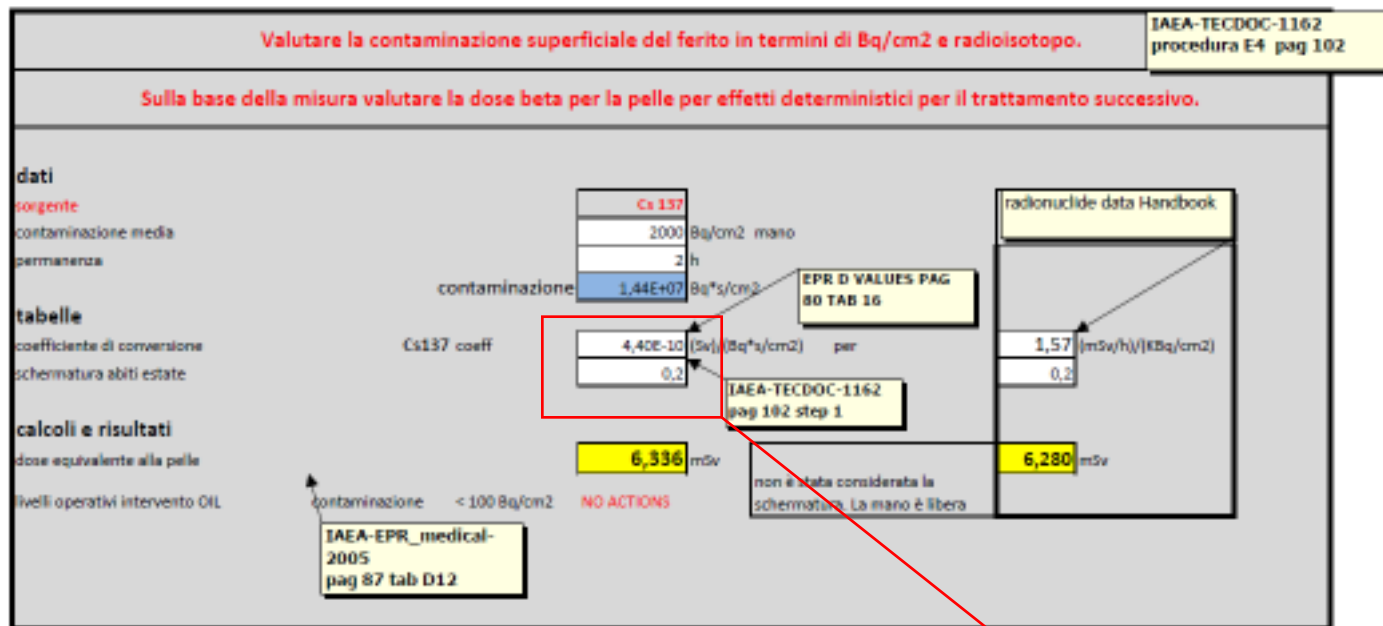 Valutare la contaminazione superficiale del ferito in termini di Bq/cm2 e radioisotopo.
IAEA-TECDOC-1162
procedura E4 pag 102
Sulla base della misura valutare la dose beta per la pelle per effetti deterministici per il trattamento successivo.
dati
sorgente Cs 137
radionuclide data Handbook
contaminazione media 2000 Bq/cm2 mano
permanenza 2 h
contaminazione 1,44E+07 Bq*s/cm2
EPR D VALUES PAG
80 TAB 16
tabelle
coefficiente di conversione Cs137 coeff 4,40E-10 (Sv)/(Bq*s/cm2) per 1,57 (mSv/h)/(KBq/cm2)
schermatura abiti estate 0,2 0,2
IAEA-TECDOC-1162
pag 102 step 1
calcoli e risultati
dose equivalente alla pelle 6,336 mSv 6,280 mSv
non è stata considerata la
schermatura. La mano è libera
livelli operativi intervento OIL contaminazione < 100 Bq/cm2 NO ACTIONS
IAEA-EPR_medical-
2005
pag 87 tab D12